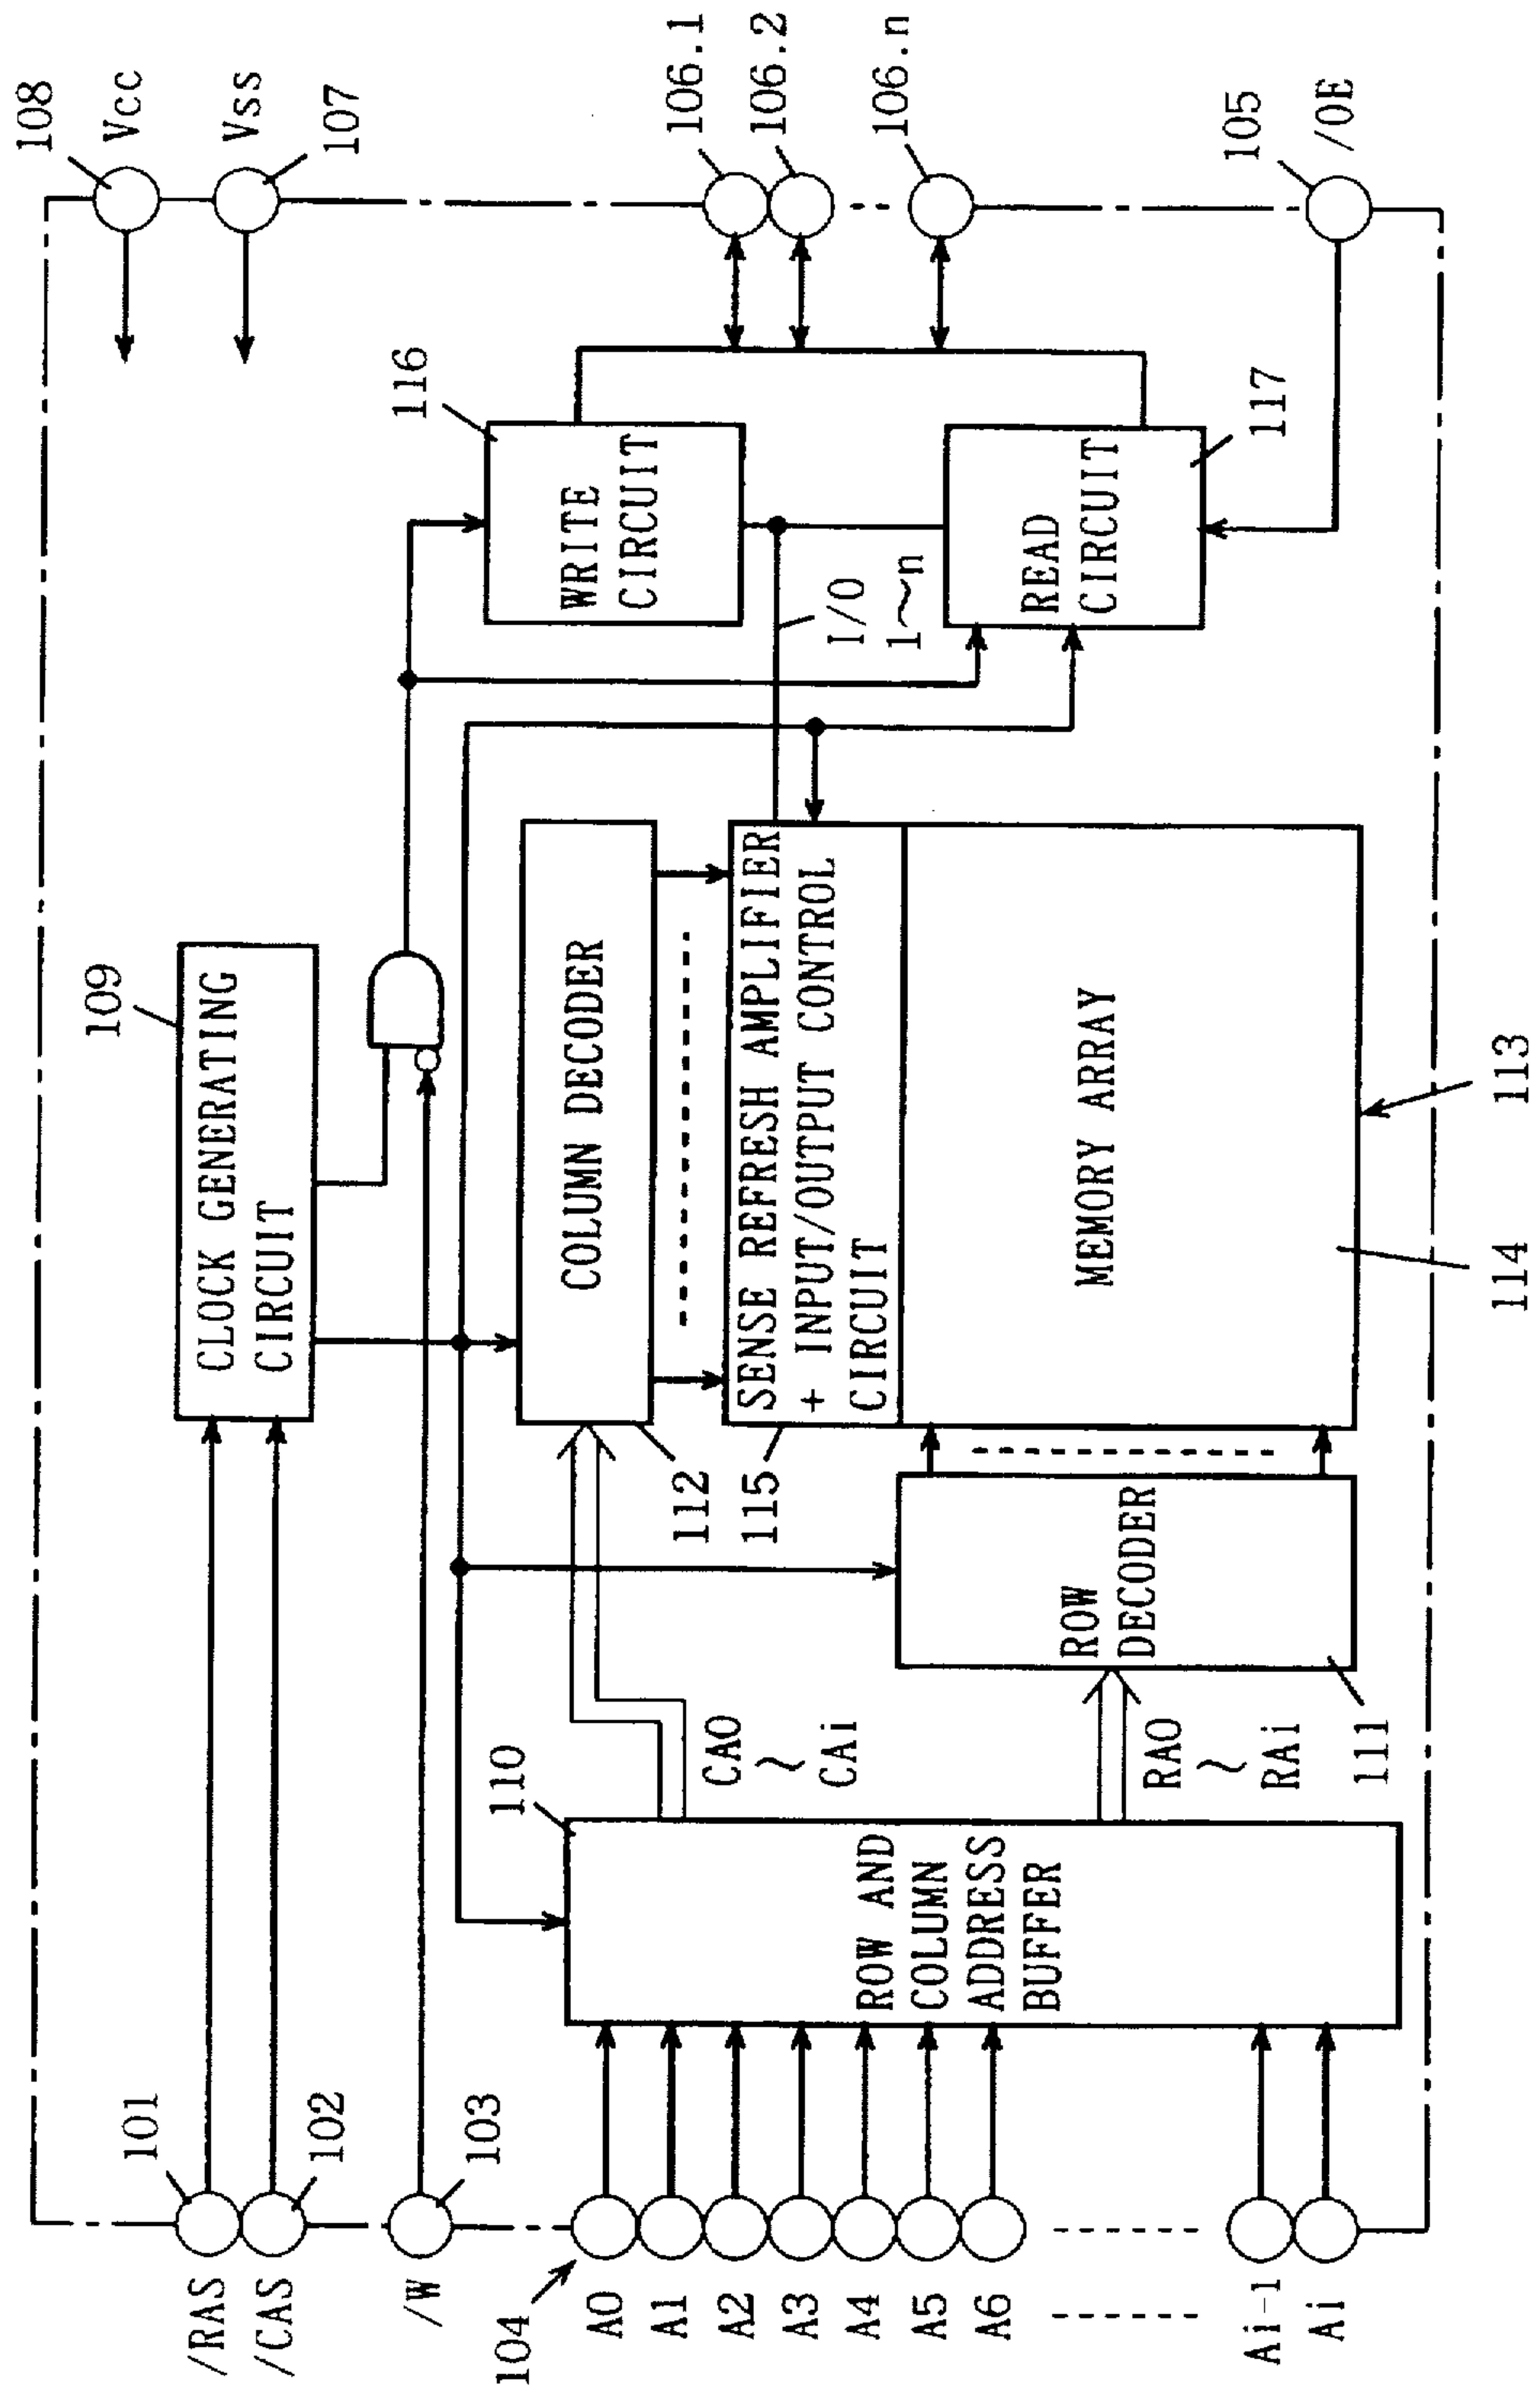 108
Vcc
Vss
107
106.1
106.2
106.n
105
/OE
116
WRITE
CIRCUIT
I/O
1~n
READ
CIRCUIT
117
109
CLOCK GENERATING
CIRCUIT
COLUMN DECODER
112
SENSE REFRESH AMPLIFIER
+ INPUT/OUTPUT CONTROL
CIRCUIT
115
MEMORY ARRAY
113
114
ROW
DECODER
111
CA0
~
CAi
RA0
~
RAi
110
ROW AND
COLUMN
ADDRESS
BUFFER
101
/RAS
102
/CAS
103
/W
104
A0
A1
A2
A3
A4
A5
A6
Ai-1
Ai